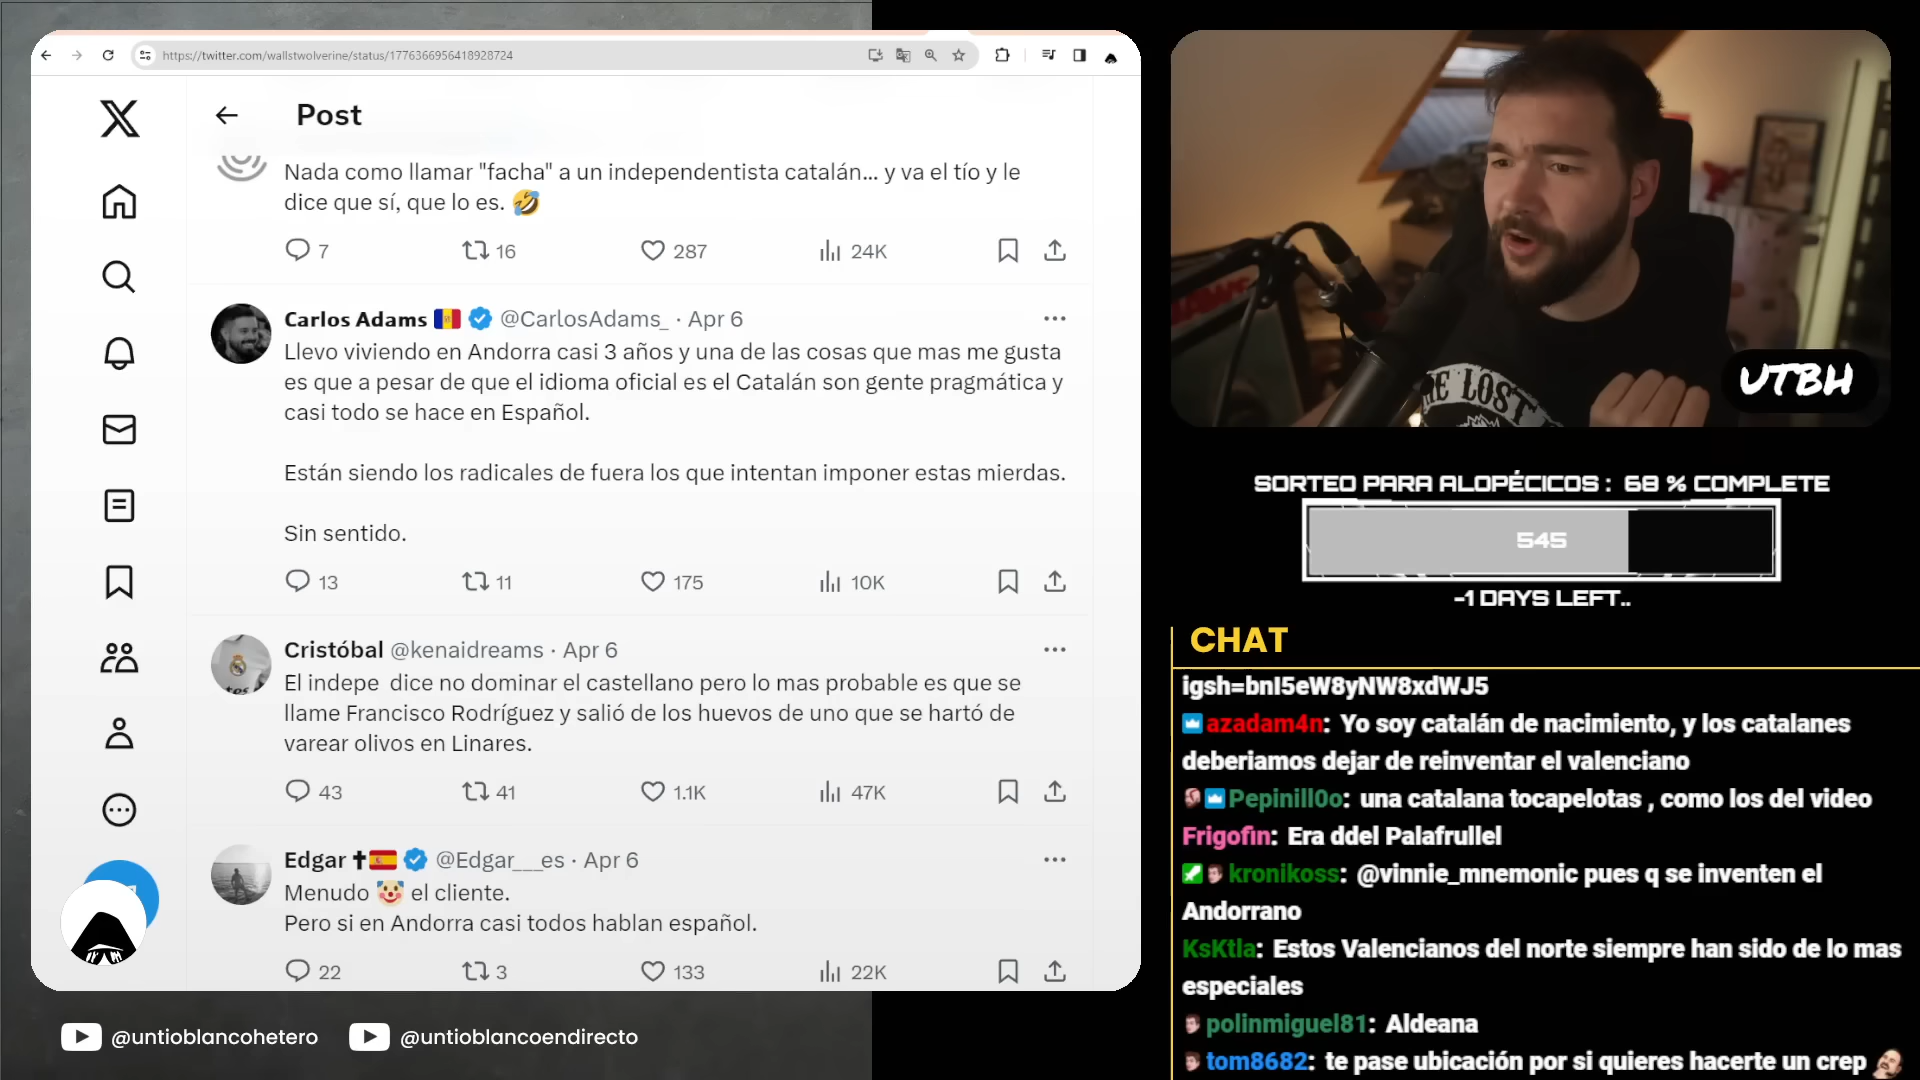 https://twitter.com/wallstwolverine/status/1776366956418928724
Post
Nada como llamar "facha" a un independentista catalán... y va el tío y le
dice que sí, que lo es. 🤣
7 16 287 24K
Carlos Adams 🇦🇩 @CarlosAdams_ · Apr 6
Llevo viviendo en Andorra casi 3 años y una de las cosas que mas me gusta
es que a pesar de que el idioma oficial es el Catalán son gente pragmática y
casi todo se hace en Español.
Están siendo los radicales de fuera los que intentan imponer estas mierdas.
Sin sentido.
13 11 175 10K
Cristóbal @kenaidreams · Apr 6
El indepe dice no dominar el castellano pero lo mas probable es que se
llame Francisco Rodríguez y salió de los huevos de uno que se hartó de
varear olivos en Linares.
43 41 1.1K 47K
Edgar ✝🇪🇸 @Edgar___es · Apr 6
Menudo 🤡 el cliente.
Pero si en Andorra casi todos hablan español.
22 3 133 22K
@untioblancohetero @untioblancoendirecto
THE LOST
UTBH
SORTEO PARA ALOPÉCICOS : 68 % COMPLETE
545
-1 DAYS LEFT..
CHAT
igsh=bnI5eW8yNW8xdWJ5
azadam4n: Yo soy catalán de nacimiento, y los catalanes
deberiamos dejar de reinventar el valenciano
Pepinill0o: una catalana tocapelotas , como los del video
Frigofin: Era ddel Palafrullel
kronikoss: @vinnie_mnemonic pues q se inventen el
Andorrano
KsKtla: Estos Valencianos del norte siempre han sido de lo mas
especiales
polinmiguel81: Aldeana
tom8682: te pase ubicación por si quieres hacerte un crep